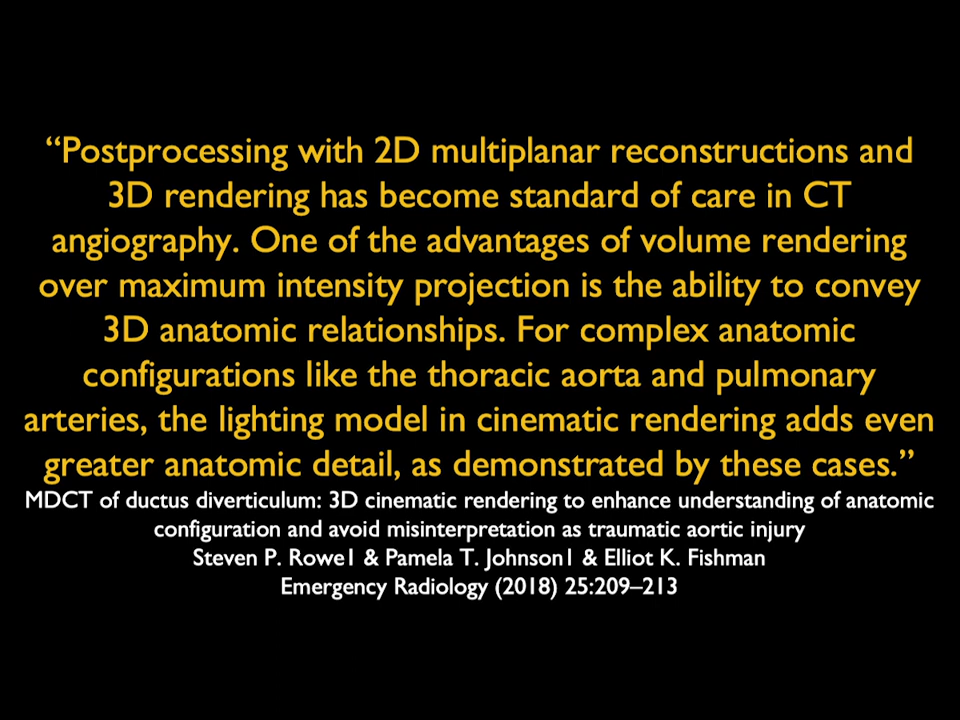 “Postprocessing with 2D multiplanar reconstructions and
3D rendering has become standard of care in CT
angiography. One of the advantages of volume rendering
over maximum intensity projection is the ability to convey
3D anatomic relationships. For complex anatomic
configurations like the thoracic aorta and pulmonary
arteries, the lighting model in cinematic rendering adds even
greater anatomic detail, as demonstrated by these cases.”
MDCT of ductus diverticulum: 3D cinematic rendering to enhance understanding of anatomic
configuration and avoid misinterpretation as traumatic aortic injury
Steven P. Rowe1 & Pamela T. Johnson1 & Elliot K. Fishman
Emergency Radiology (2018) 25:209–213